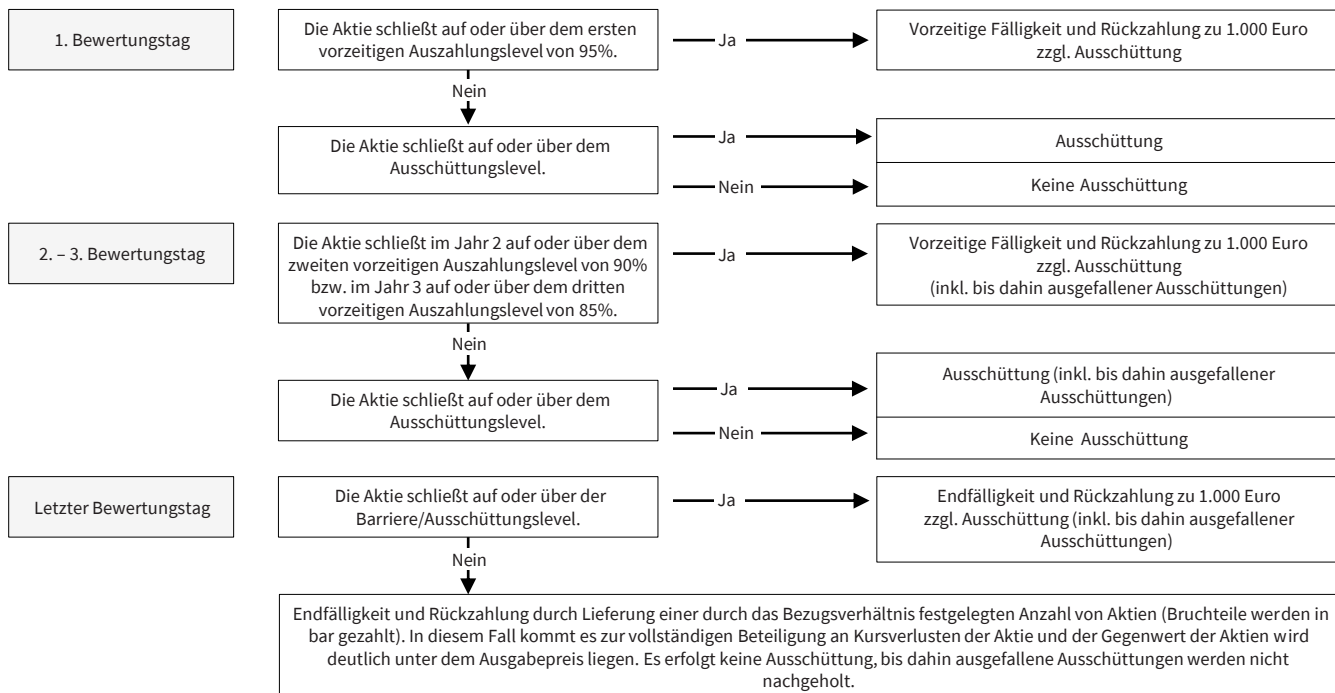 1. Bewertungstag
Die Aktie schließt auf oder über dem ersten
vorzeitigen Auszahlungslevel von 95%.
Ja
Vorzeitige Fälligkeit und Rückzahlung zu 1.000 Euro
zzgl. Ausschüttung
Nein
Die Aktie schließt auf oder über dem
Ausschüttungslevel.
Ja
Ausschüttung
Nein
Keine Ausschüttung
2. – 3. Bewertungstag
Die Aktie schließt im Jahr 2 auf oder über dem
zweiten vorzeitigen Auszahlungslevel von 90%
bzw. im Jahr 3 auf oder über dem dritten
vorzeitigen Auszahlungslevel von 85%.
Ja
Vorzeitige Fälligkeit und Rückzahlung zu 1.000 Euro
zzgl. Ausschüttung
(inkl. bis dahin ausgefallener Ausschüttungen)
Nein
Die Aktie schließt auf oder über dem
Ausschüttungslevel.
Ja
Ausschüttung (inkl. bis dahin ausgefallener
Ausschüttungen)
Nein
Keine Ausschüttung
Letzter Bewertungstag
Die Aktie schließt auf oder über der
Barriere/Ausschüttungslevel.
Ja
Endfälligkeit und Rückzahlung zu 1.000 Euro
zzgl. Ausschüttung (inkl. bis dahin ausgefallener
Ausschüttungen)
Nein
Endfälligkeit und Rückzahlung durch Lieferung einer durch das Bezugsverhältnis festgelegten Anzahl von Aktien (Bruchteile werden in
bar gezahlt). In diesem Fall kommt es zur vollständigen Beteiligung an Kursverlusten der Aktie und der Gegenwert der Aktien wird
deutlich unter dem Ausgabepreis liegen. Es erfolgt keine Ausschüttung, bis dahin ausgefallene Ausschüttungen werden nicht
nachgeholt.